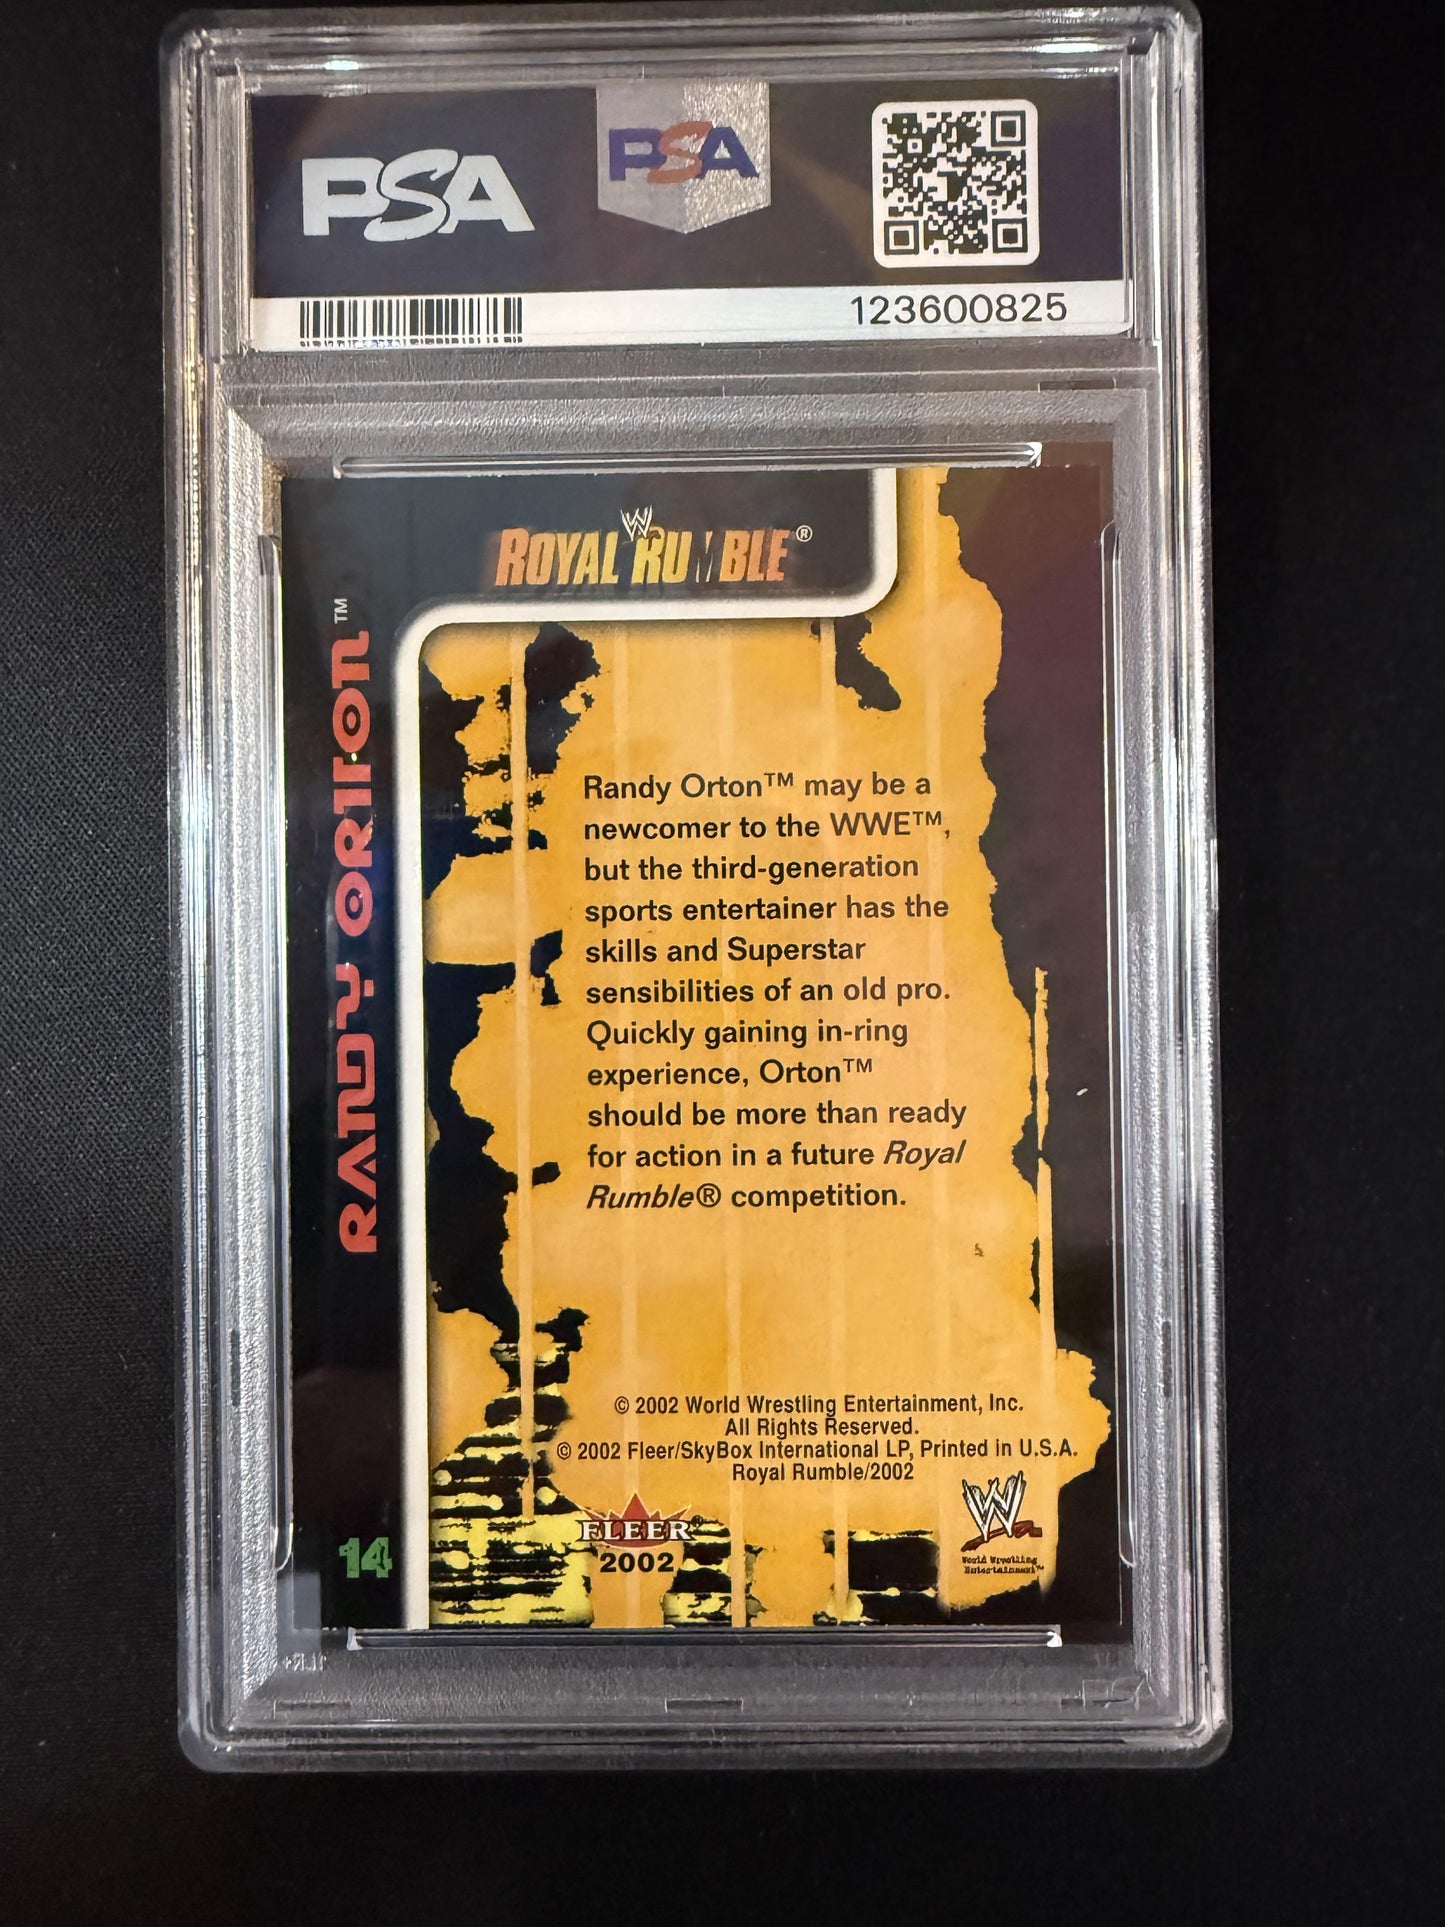 PSA
PSA
123600825
ROYAL RUMBLE®
RANDY ORTON™
Randy Orton™ may be a
newcomer to the WWE™,
but the third-generation
sports entertainer has the
skills and Superstar
sensibilities of an old pro.
Quickly gaining in-ring
experience, Orton™
should be more than ready
for action in a future Royal
Rumble® competition.
© 2002 World Wrestling Entertainment, Inc.
All Rights Reserved.
© 2002 Fleer/SkyBox International LP, Printed in U.S.A.
Royal Rumble/2002
FLEER®
2002
World Wrestling
Entertainment™
14